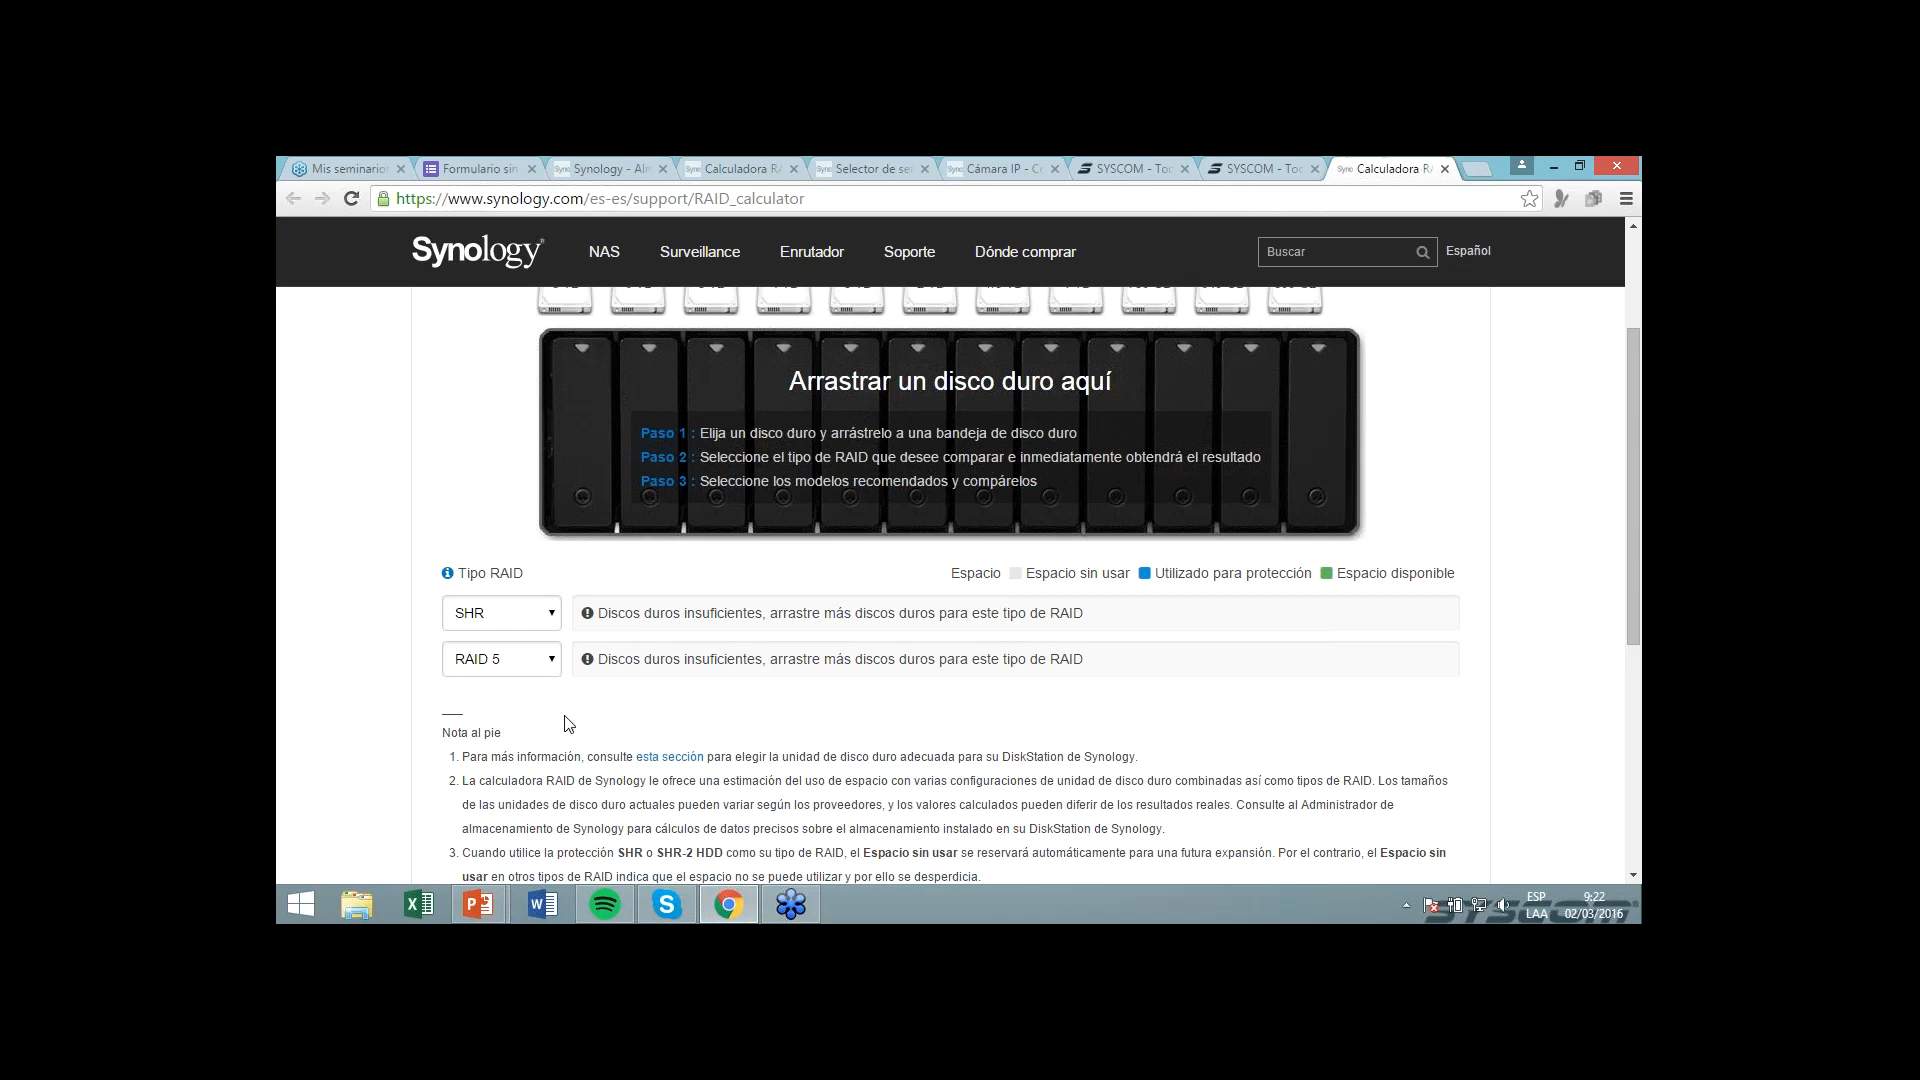 Mis seminarios
Formulario sin
Synology - Alm
Calculadora RA
Selector de se
Cámara IP - C
SYSCOM - Tod
SYSCOM - Tod
Calculadora RA
https://www.synology.com/es-es/support/RAID_calculator
Synology
NAS
Surveillance
Enrutador
Soporte
Dónde comprar
Buscar
Español
Arrastrar un disco duro aquí
Paso 1 : Elija un disco duro y arrástrelo a una bandeja de disco duro
Paso 2 : Seleccione el tipo de RAID que desee comparar e inmediatamente obtendrá el resultado
Paso 3 : Seleccione los modelos recomendados y compárelos
Tipo RAID
Espacio Espacio sin usar Utilizado para protección Espacio disponible
SHR
Discos duros insuficientes, arrastre más discos duros para este tipo de RAID
RAID 5
Discos duros insuficientes, arrastre más discos duros para este tipo de RAID
Nota al pie
1. Para más información, consulte esta sección para elegir la unidad de disco duro adecuada para su DiskStation de Synology.
2. La calculadora RAID de Synology le ofrece una estimación del uso de espacio con varias configuraciones de unidad de disco duro combinadas así como tipos de RAID. Los tamaños
de las unidades de disco duro actuales pueden variar según los proveedores, y los valores calculados pueden diferir de los resultados reales. Consulte al Administrador de
almacenamiento de Synology para cálculos de datos precisos sobre el almacenamiento instalado en su DiskStation de Synology.
3. Cuando utilice la protección SHR o SHR-2 HDD como su tipo de RAID, el Espacio sin usar se reservará automáticamente para una futura expansión. Por el contrario, el Espacio sin
usar en otros tipos de RAID indica que el espacio no se puede utilizar y por ello se desperdicia.
ESP
LAA
9:22
02/03/2016
SYSCOM